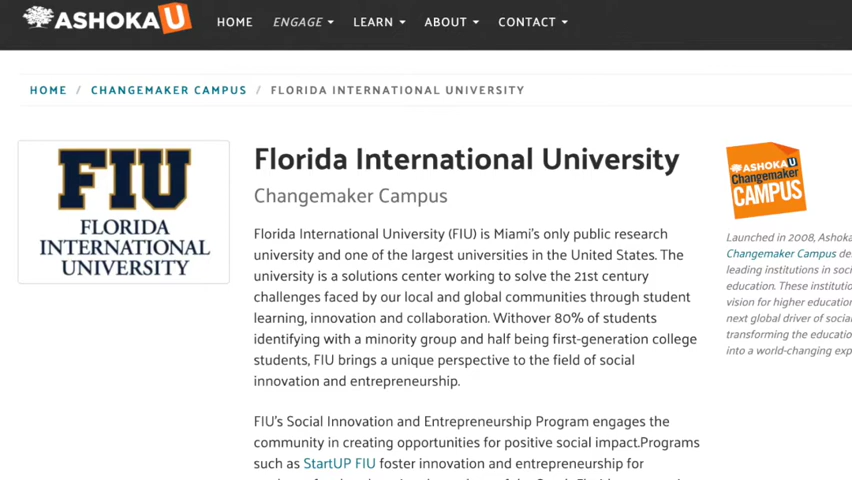 ASHOKA U HOME ENGAGE LEARN ABOUT CONTACT
HOME / CHANGEMAKER CAMPUS / FLORIDA INTERNATIONAL UNIVERSITY
FIU
FLORIDA
INTERNATIONAL
UNIVERSITY
Florida International University
Changemaker Campus
Florida International University (FIU) is Miami's only public research
university and one of the largest universities in the United States. The
university is a solutions center working to solve the 21st century
challenges faced by our local and global communities through student
learning, innovation and collaboration. Withover 80% of students
identifying with a minority group and half being first-generation college
students, FIU brings a unique perspective to the field of social
innovation and entrepreneurship.
FIU's Social Innovation and Entrepreneurship Program engages the
community in creating opportunities for positive social impact.Programs
such as StartUP FIU foster innovation and entrepreneurship for
ASHOKA U
Changemaker
CAMPUS
Launched in 2008, Ashoka
Changemaker Campus de
leading institutions in soci
education. These institutio
vision for higher education
next global driver of social
transforming the educatio
into a world-changing exp